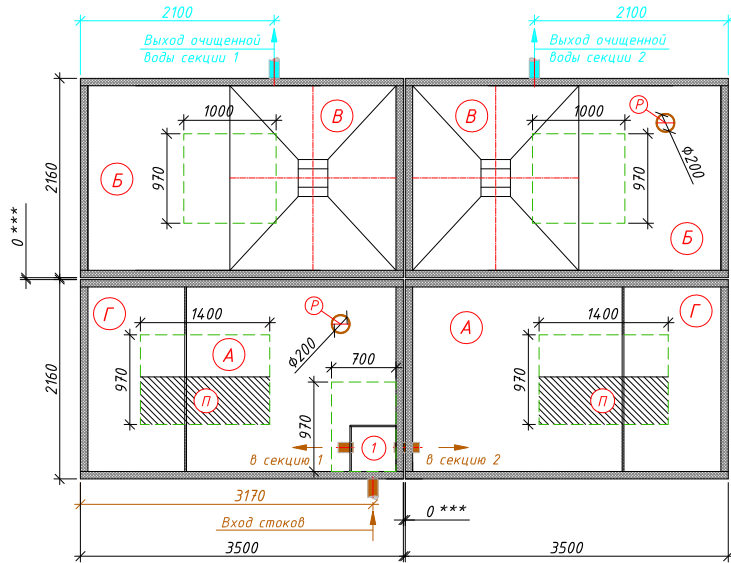 2100
2100
Выход очищенной
воды секции 1
Выход очищенной
воды секции 2
1000
В
В
1000
Р
ф200
970
970
Б
Б
2160
0 ***
Г
1400
Р
А
ф200
970
П
700
970
1
в секцию 1
в секцию 2
А
1400
Г
970
П
2160
3170
Вход стоков
0 ***
3500
3500